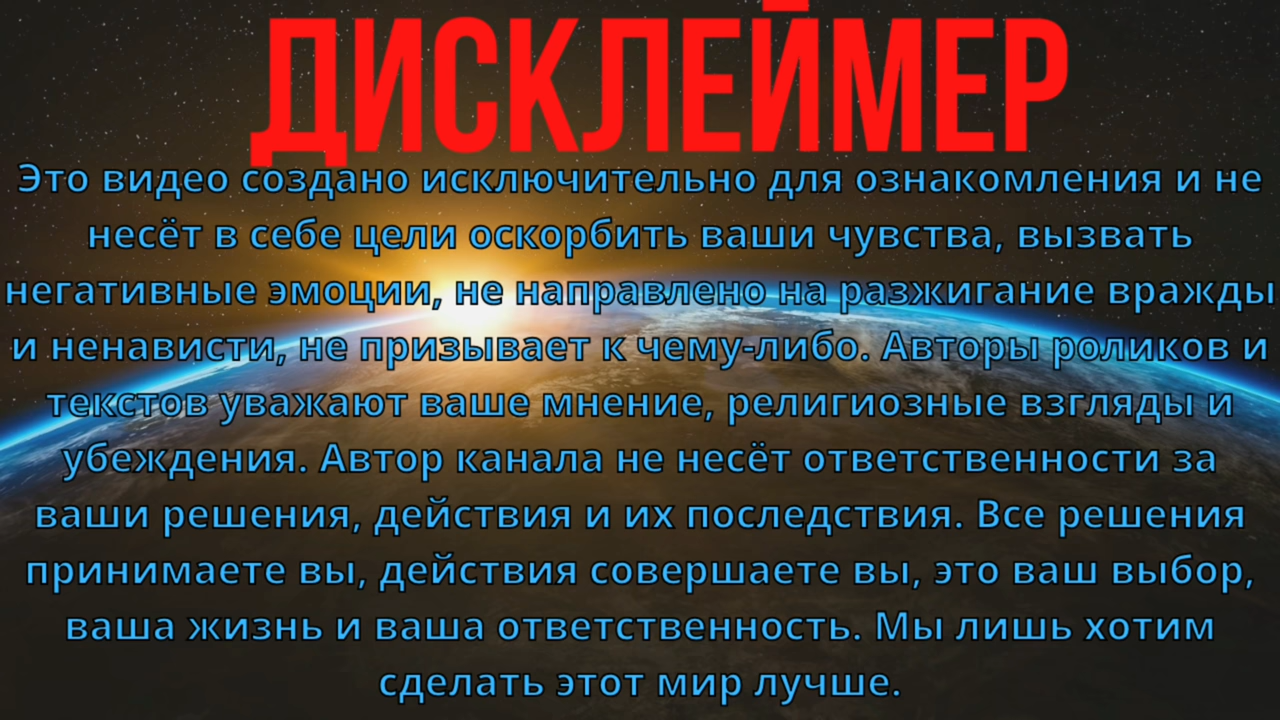 ДИСКЛЕЙМЕР
Это видео создано исключительно для ознакомления и не
несёт в себе цели оскорбить ваши чувства, вызвать
негативные эмоции, не направлено на разжигание вражды
и ненависти, не призывает к чему-либо. Авторы роликов и
текстов уважают ваше мнение, религиозные взгляды и
убеждения. Автор канала не несёт ответственности за
ваши решения, действия и их последствия. Все решения
принимаете вы, действия совершаете вы, это ваш выбор,
ваша жизнь и ваша ответственность. Мы лишь хотим
сделать этот мир лучше.